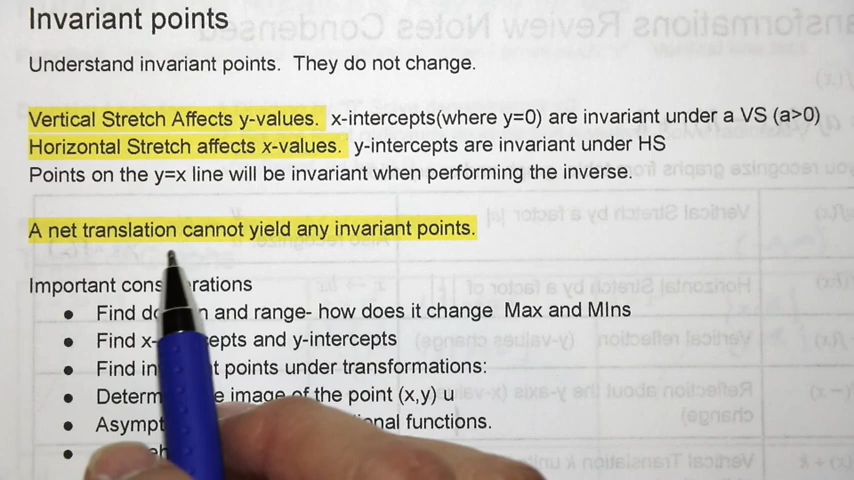 Invariant points
Understand invariant points. They do not change.
Vertical Stretch Affects y-values. x-intercepts(where y=0) are invariant under a VS (a>0)
Horizontal Stretch affects x-values. y-intercepts are invariant under HS
Points on the y=x line will be invariant when performing the inverse.
A net translation cannot yield any invariant points.
Important cons erations
● Find do n and range- how does it change Max and MIns
● Find x- epts and y-intercepts
● Find in t points under transformations:
● Determ e image of the point (x,y) u
● Asympt nal functions.
●